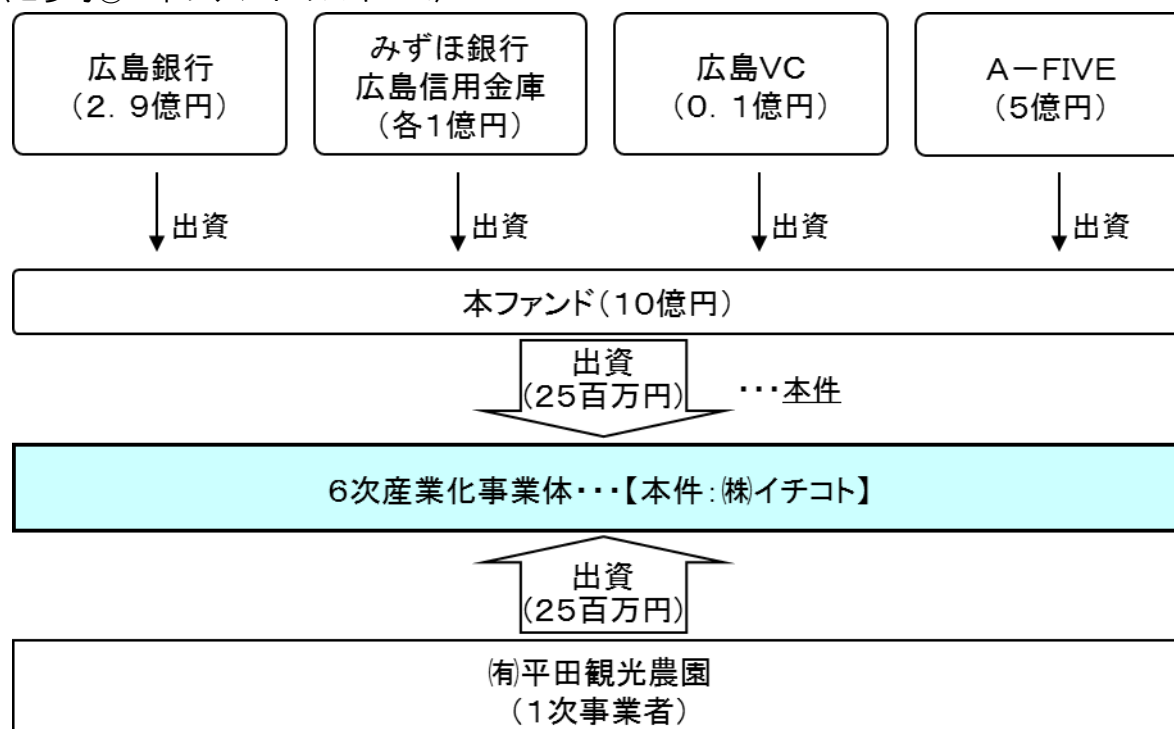 広島銀行
(2.9億円)
みずほ銀行
広島信用金庫
(各1億円)
広島VC
(0.1億円)
A-FIVE
(5億円)
出資
出資
出資
出資
本ファンド(10億円)
出資
(25百万円)
・・・本件
6次産業化事業体・・・【本件:㈱イチコト】
出資
(25百万円)
㈲平田観光農園
(1次事業者)